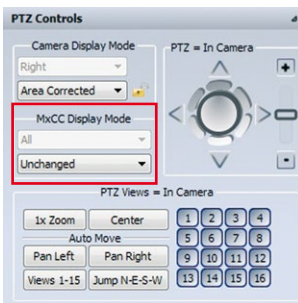 PTZ Controls
Camera Display Mode
PTZ = In Camera
Right
Area Corrected
MxCC Display Mode
All
Unchanged
+
-
PTZ Views = In Camera
1x Zoom Center 1 2 3 4
Auto Move 5 6 7 8
Pan Left Pan Right 9 10 11 12
Views 1-15 Jump N-E-S-W 13 14 15 16